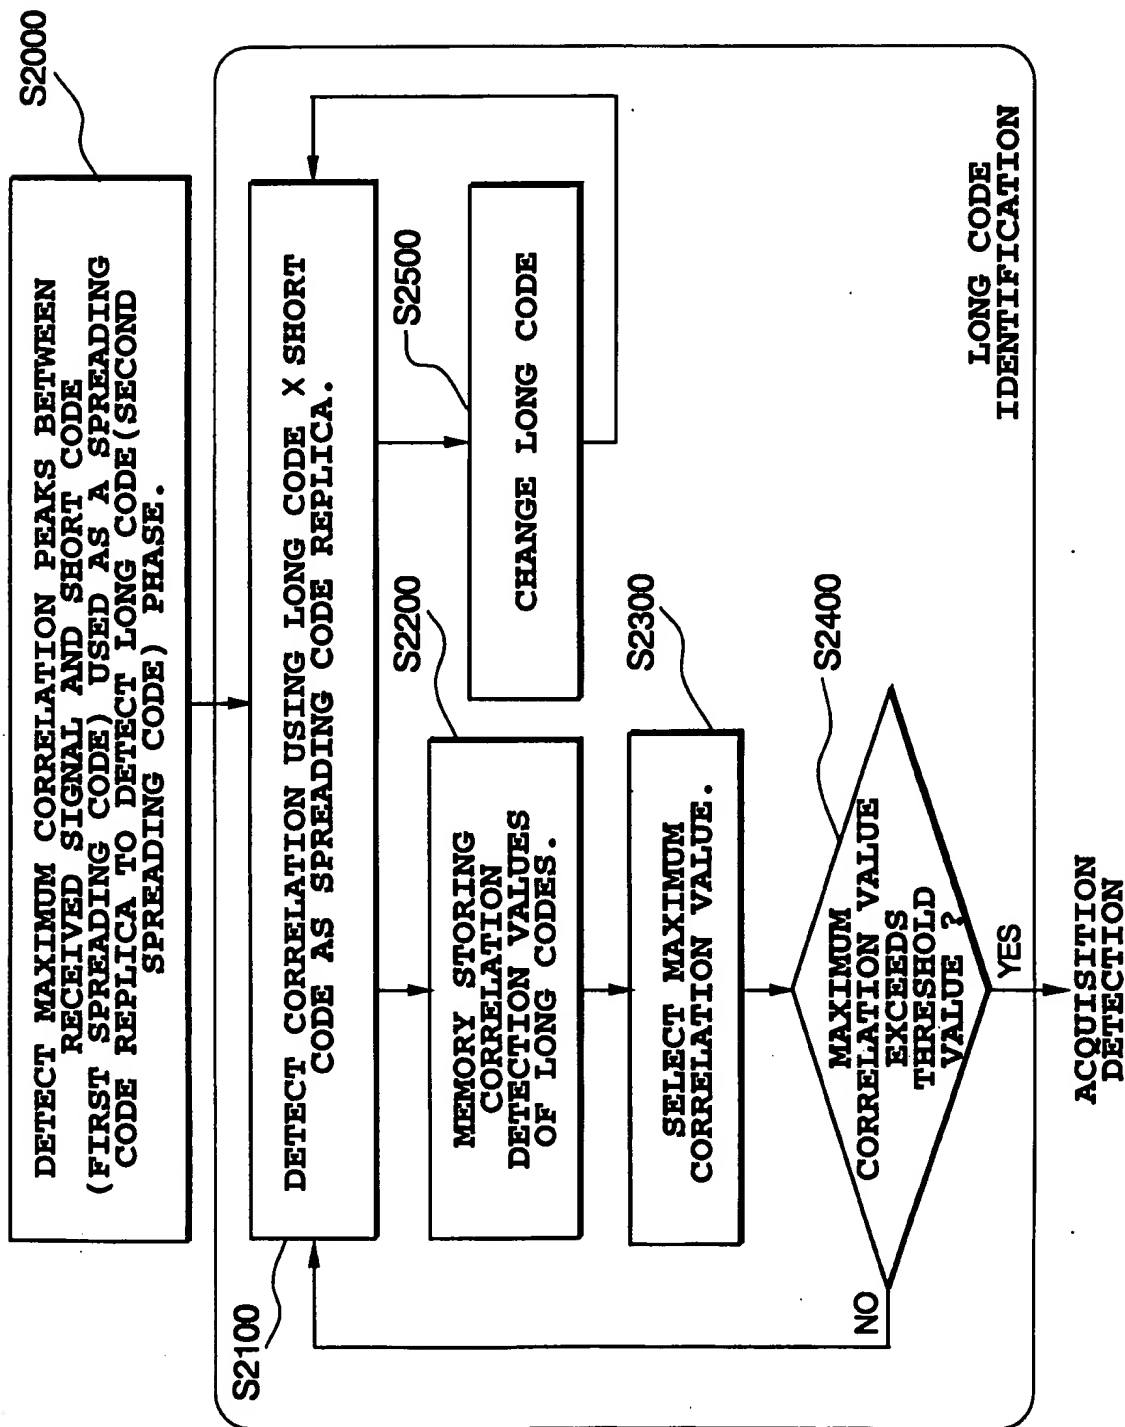 S2000
DETECT MAXIMUM CORRELATION PEAKS BETWEEN
RECEIVED SIGNAL AND SHORT CODE
(FIRST SPREADING CODE) USED AS A SPREADING
CODE REPLICA TO DETECT LONG CODE(SECOND
SPREADING CODE) PHASE.
S2100
DETECT CORRELATION USING LONG CODE X SHORT
CODE AS SPREADING CODE REPLICA.
S2200
MEMORY STORING
CORRELATION
DETECTION VALUES
OF LONG CODES.
S2500
CHANGE LONG CODE
S2300
SELECT MAXIMUM
CORRELATION VALUE.
S2400
MAXIMUM
CORRELATION VALUE
EXCEEDS
THRESHOLD
VALUE ?
NO
YES
LONG CODE
IDENTIFICATION
ACQUISITION
DETECTION